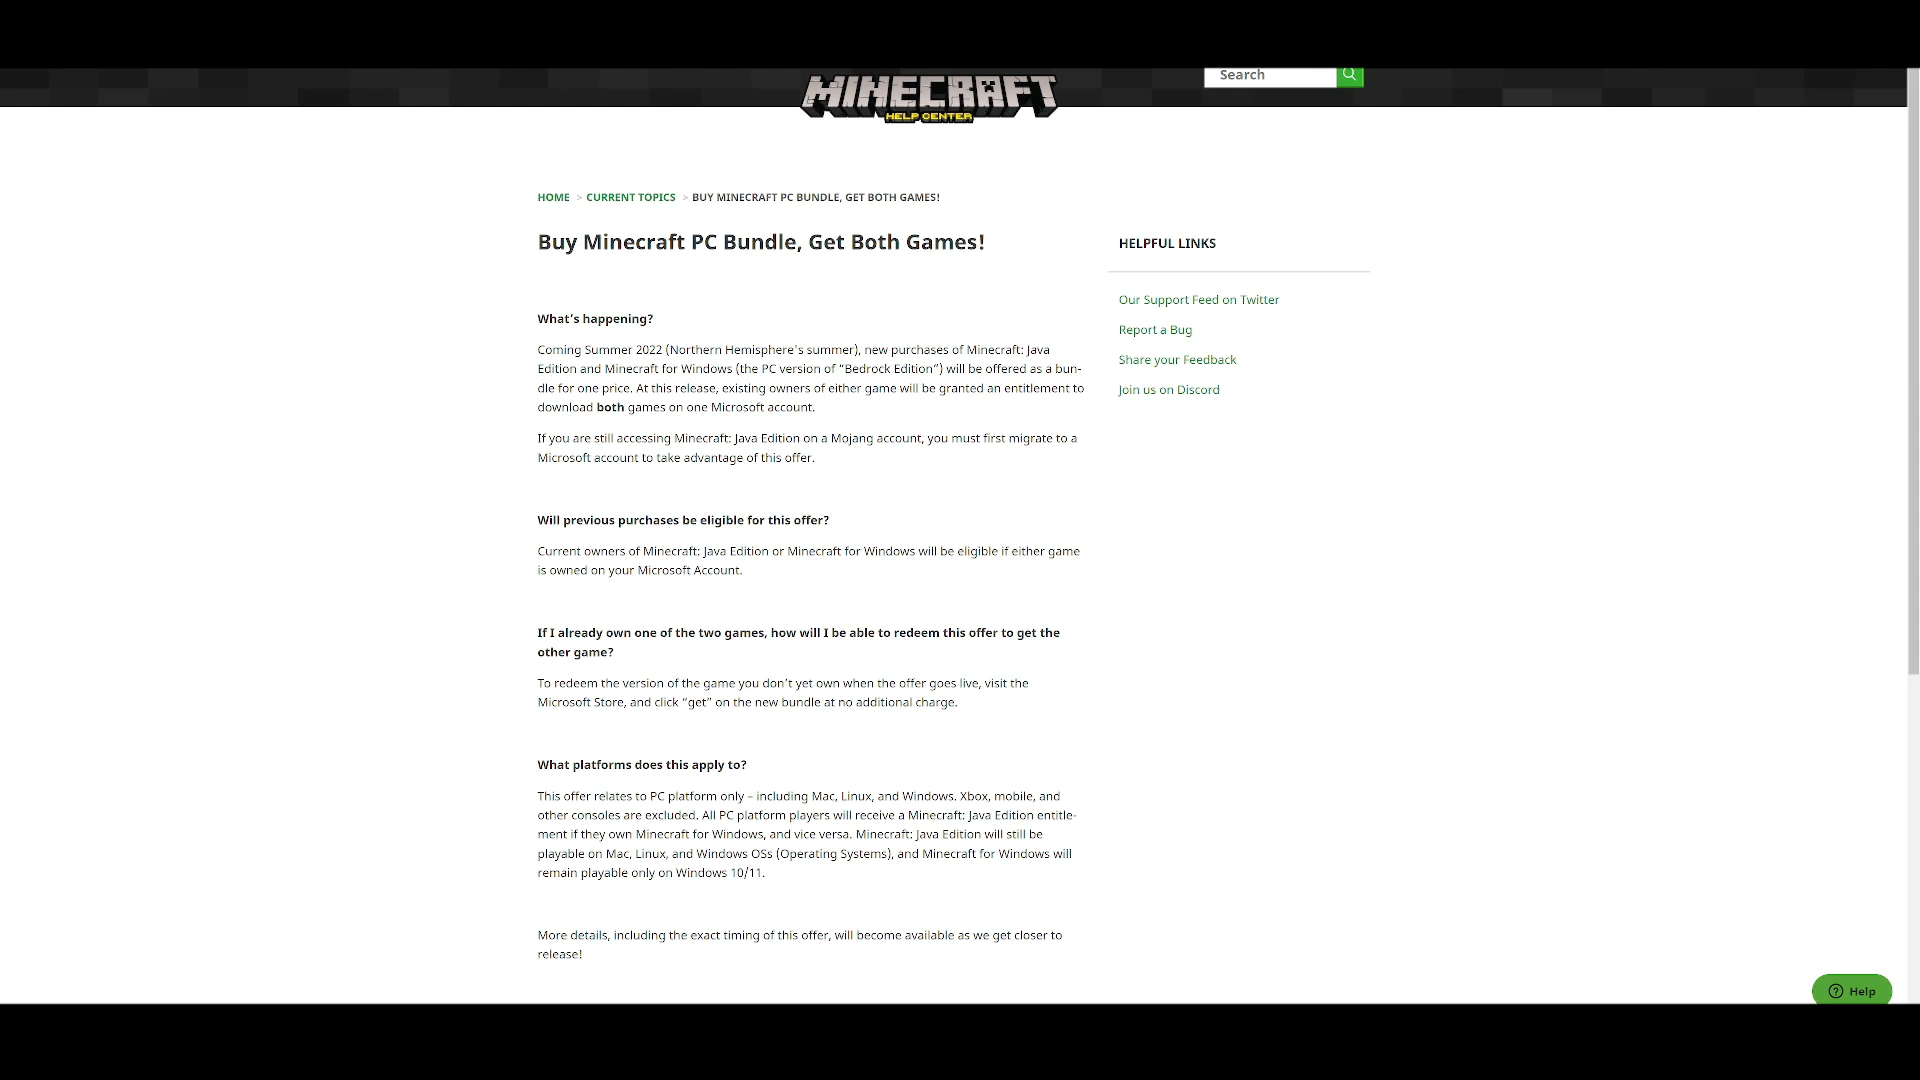 Search
MINECRAFT
HELP CENTER
HOME > CURRENT TOPICS > BUY MINECRAFT PC BUNDLE, GET BOTH GAMES!
Buy Minecraft PC Bundle, Get Both Games!
What's happening?
Coming Summer 2022 (Northern Hemisphere's summer), new purchases of Minecraft: Java
Edition and Minecraft for Windows (the PC version of “Bedrock Edition”) will be offered as a bun-
dle for one price. At this release, existing owners of either game will be granted an entitlement to
download both games on one Microsoft account.
If you are still accessing Minecraft: Java Edition on a Mojang account, you must first migrate to a
Microsoft account to take advantage of this offer.
Will previous purchases be eligible for this offer?
Current owners of Minecraft: Java Edition or Minecraft for Windows will be eligible if either game
is owned on your Microsoft Account.
If I already own one of the two games, how will I be able to redeem this offer to get the
other game?
To redeem the version of the game you don't yet own when the offer goes live, visit the
Microsoft Store, and click “get” on the new bundle at no additional charge.
What platforms does this apply to?
This offer relates to PC platform only – including Mac, Linux, and Windows. Xbox, mobile, and
other consoles are excluded. All PC platform players will receive a Minecraft: Java Edition entitle-
ment if they own Minecraft for Windows, and vice versa. Minecraft: Java Edition will still be
playable on Mac, Linux, and Windows OSs (Operating Systems), and Minecraft for Windows will
remain playable only on Windows 10/11.
More details, including the exact timing of this offer, will become available as we get closer to
release!
HELPFUL LINKS
Our Support Feed on Twitter
Report a Bug
Share your Feedback
Join us on Discord
Help